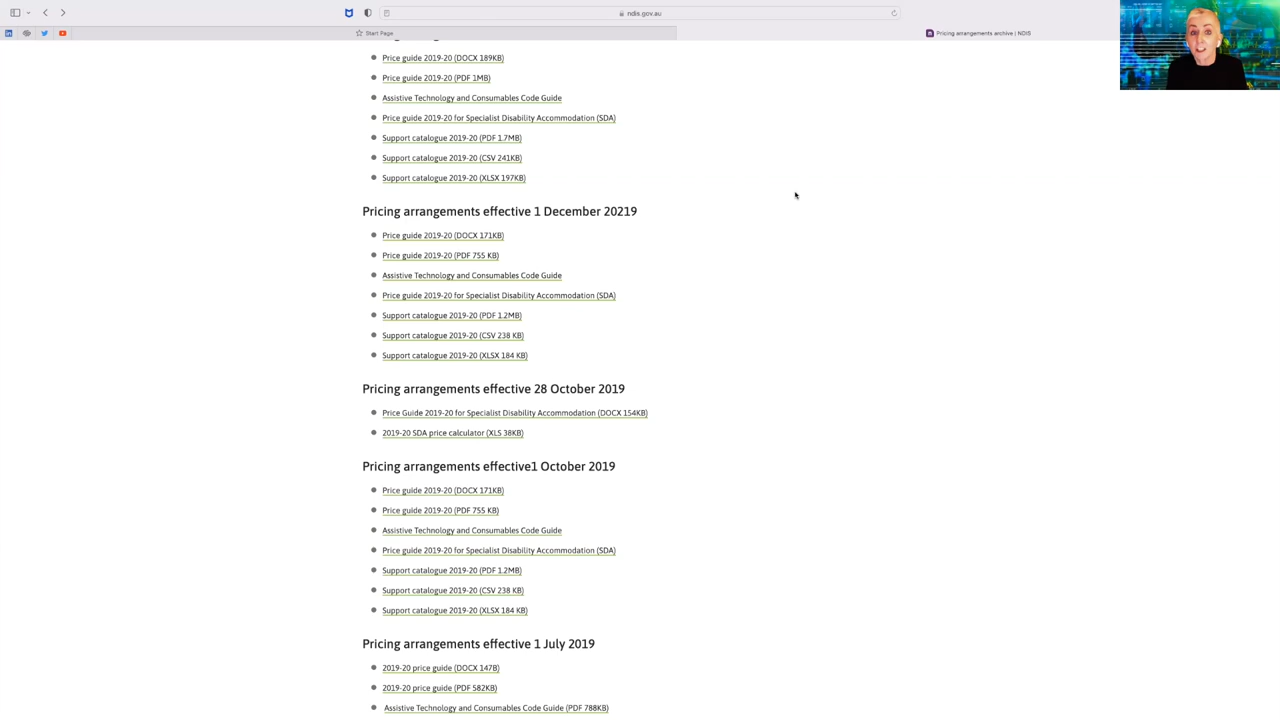 ndis.gov.au
Start Page
Pricing arrangements archive | NDIS
Price guide 2019-20 (DOCX 189KB)
Price guide 2019-20 (PDF 1MB)
Assistive Technology and Consumables Code Guide
Price guide 2019-20 for Specialist Disability Accommodation (SDA)
Support catalogue 2019-20 (PDF 1.7MB)
Support catalogue 2019-20 (CSV 241KB)
Support catalogue 2019-20 (XLSX 197KB)
Pricing arrangements effective 1 December 20219
Price guide 2019-20 (DOCX 171KB)
Price guide 2019-20 (PDF 755 KB)
Assistive Technology and Consumables Code Guide
Price guide 2019-20 for Specialist Disability Accommodation (SDA)
Support catalogue 2019-20 (PDF 1.2MB)
Support catalogue 2019-20 (CSV 238 KB)
Support catalogue 2019-20 (XLSX 184 KB)
Pricing arrangements effective 28 October 2019
Price Guide 2019-20 for Specialist Disability Accommodation (DOCX 154KB)
2019-20 SDA price calculator (XLS 38KB)
Pricing arrangements effective1 October 2019
Price guide 2019-20 (DOCX 171KB)
Price guide 2019-20 (PDF 755 KB)
Assistive Technology and Consumables Code Guide
Price guide 2019-20 for Specialist Disability Accommodation (SDA)
Support catalogue 2019-20 (PDF 1.2MB)
Support catalogue 2019-20 (CSV 238 KB)
Support catalogue 2019-20 (XLSX 184 KB)
Pricing arrangements effective 1 July 2019
2019-20 price guide (DOCX 147B)
2019-20 price guide (PDF 582KB)
Assistive Technology and Consumables Code Guide (PDF 788KB)